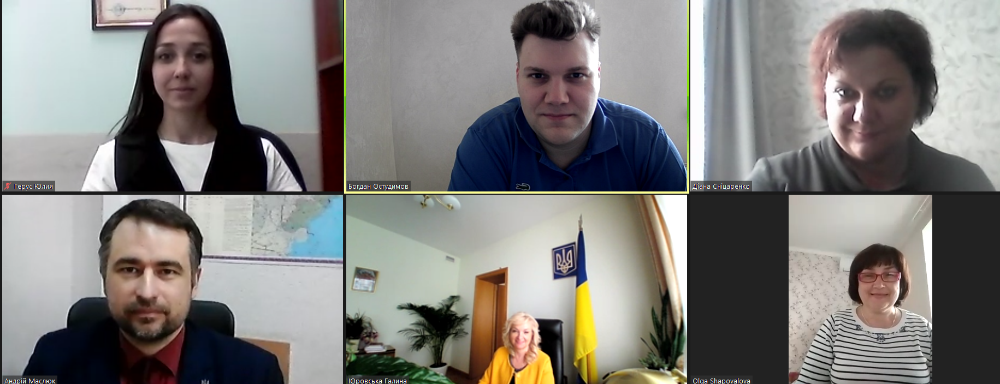 Герус Юлия
Богдан Остудимов
Діана Сніцаренко
Андрій Маслюк
Юровська Галина
Olga Shapovalova